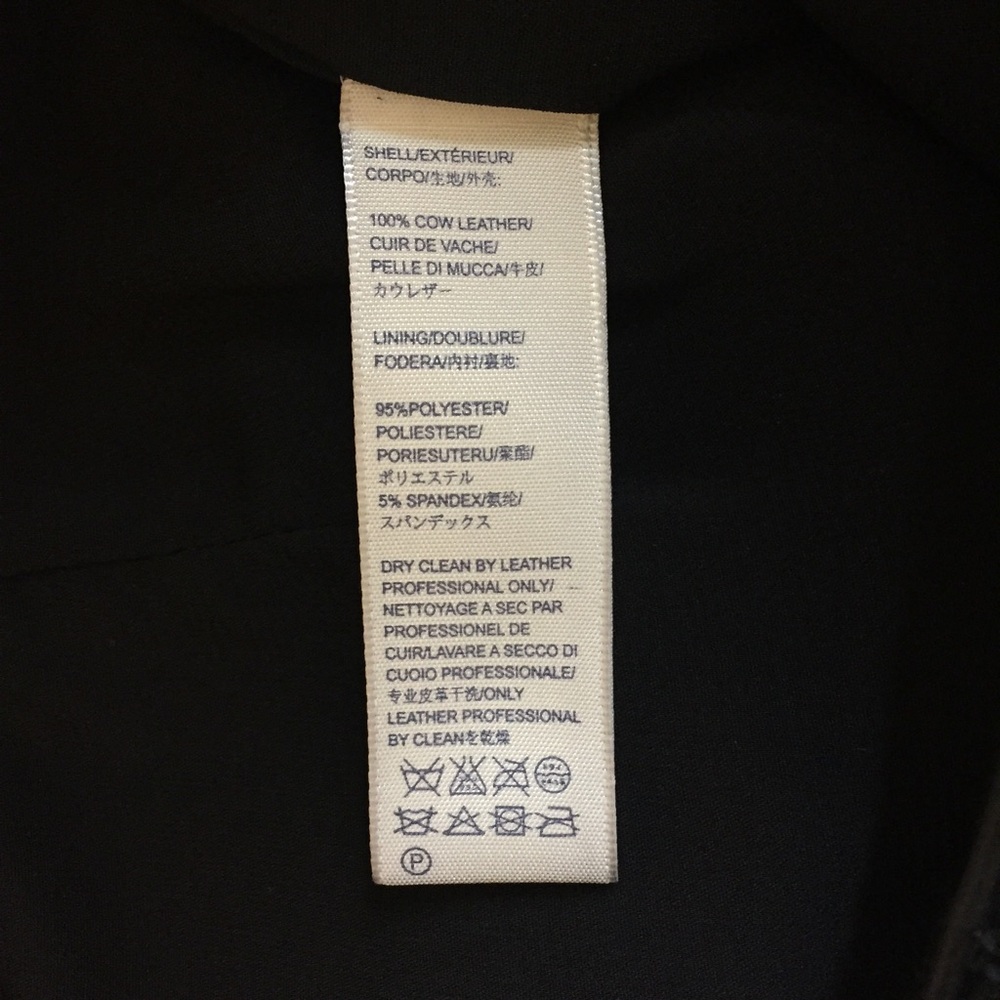 SHELL/EXTÉRIEUR/
CORPO/生地/外壳:
100% COW LEATHER/
CUIR DE VACHE/
PELLE DI MUCCA/牛皮/
カウレザー
LINING/DOUBLURE/
FODERA/内衬/裏地:
95%POLYESTER/
POLIESTERE/
PORIESUTERU/聚酯/
ポリエステル
5% SPANDEX/氨纶/
スパンデックス
DRY CLEAN BY LEATHER
PROFESSIONAL ONLY/
NETTOYAGE A SEC PAR
PROFESSIONEL DE
CUIR/LAVARE A SECCO DI
CUOIO PROFESSIONALE/
专业皮革干洗/ONLY
LEATHER PROFESSIONAL
BY CLEANを乾燥
P